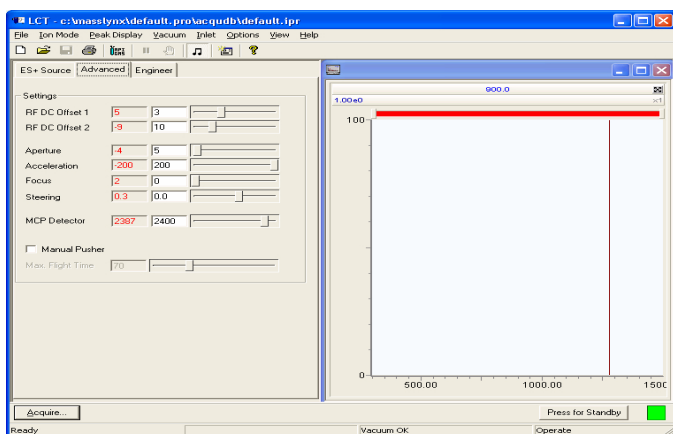 LCT - c:\masslynx\default.pro\acqudb\default.ipr
File Ion Mode Peak Display Vacuum Inlet Options View Help
ES+ Source Advanced Engineer
Settings
RF DC Offset 1 5 3
RF DC Offset 2 -9 10
Aperture -4 5
Acceleration -200 200
Focus 2 0
Steering 0.3 0.0
MCP Detector 2387 2400
Manual Pusher
Max. Flight Time 70
900.0
1.00e0 x1
100
0
500.00 1000.00 1500
Acquire... Press for Standby
Ready Vacuum OK Operate